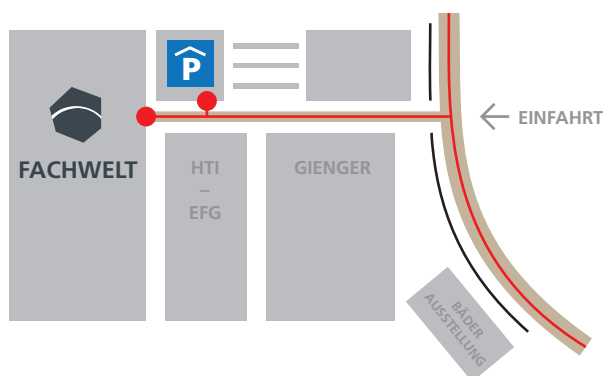 P
EINFAHRT
FACHWELT
HTI
–
EFG
GIENGER
BÄDER
AUSSTELLUNG